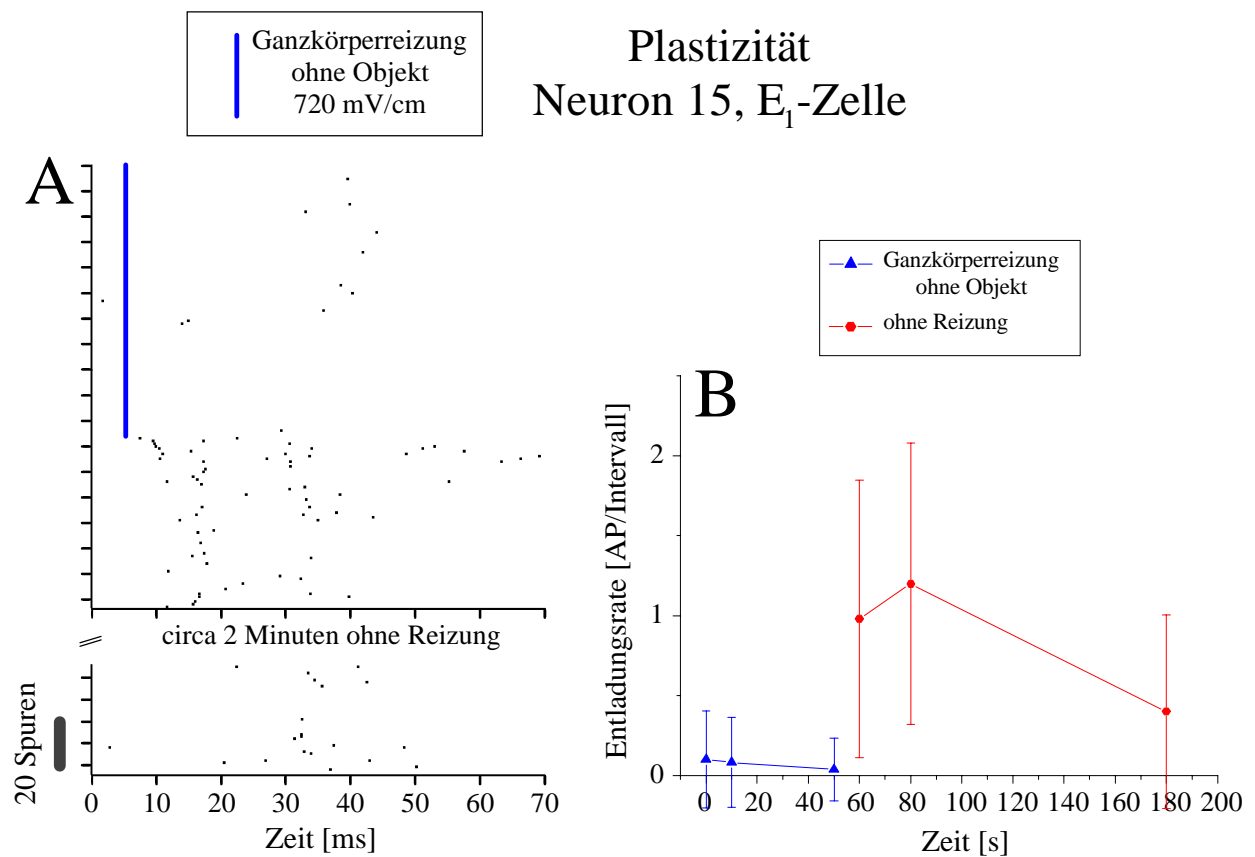 Ganzkörperreizung
ohne Objekt
720 mV/cm
Plastizität
Neuron 15, E1-Zelle
A
circa 2 Minuten ohne Reizung
20 Spuren
0 10 20 30 40 50 60 70
Zeit [ms]
Ganzkörperreizung
ohne Objekt
ohne Reizung
B
Entladungsrate [AP/Intervall]
2
1
0
0 20 40 60 80 100 120 140 160 180 200
Zeit [s]